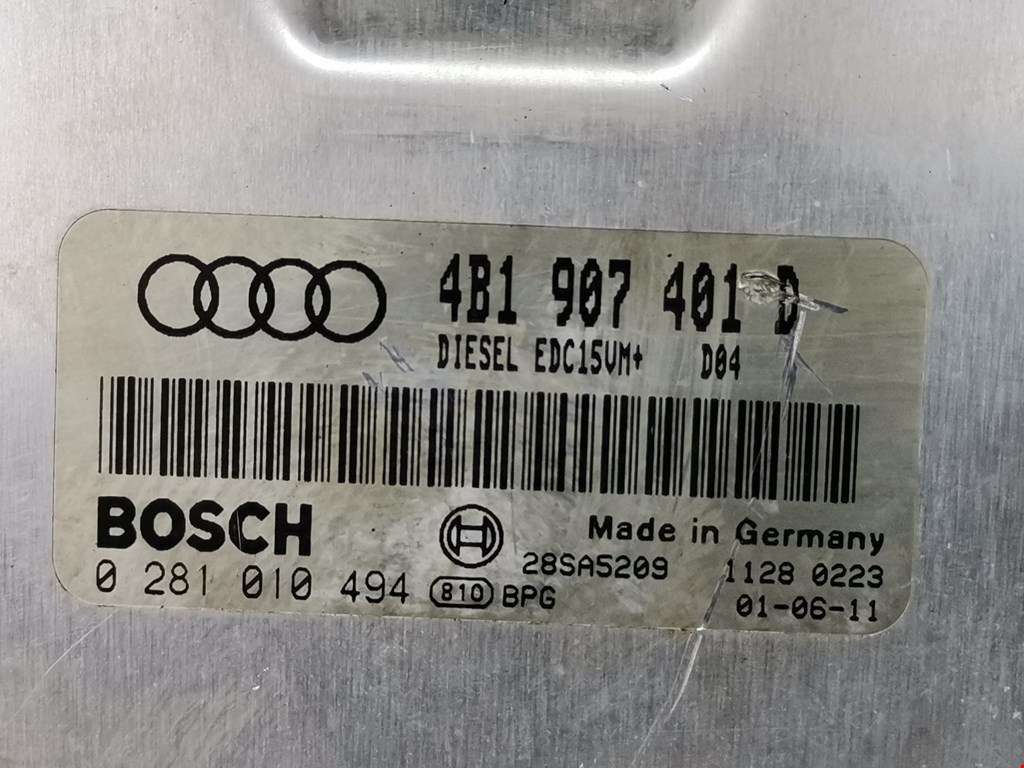 4B1 907 401 D
DIESEL EDC15VM+ D04
BOSCH
Made in Germany
28SA5209 1128 0223
0 281 010 494 810 BPG 01-06-11